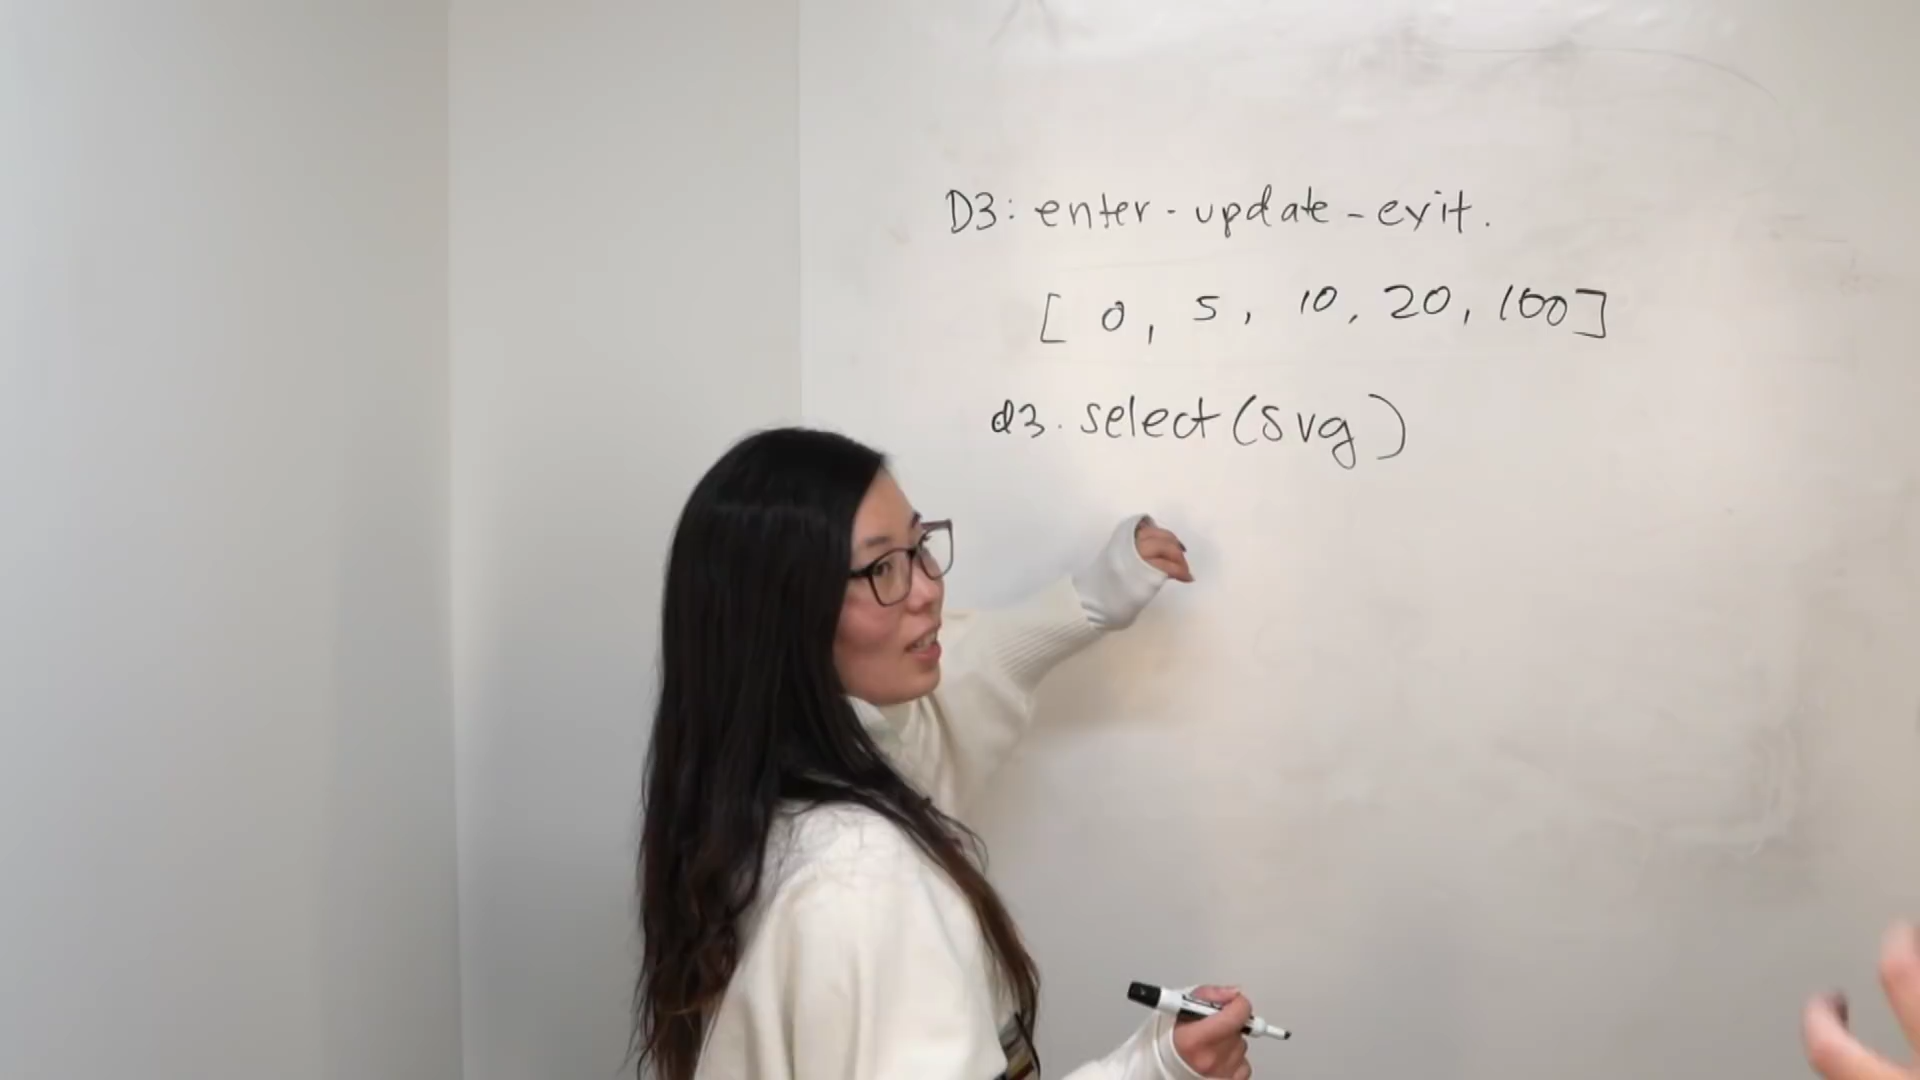 D3: enter-update-exit.
[ 0, 5, 10, 20, 100]
d3.select(svg)